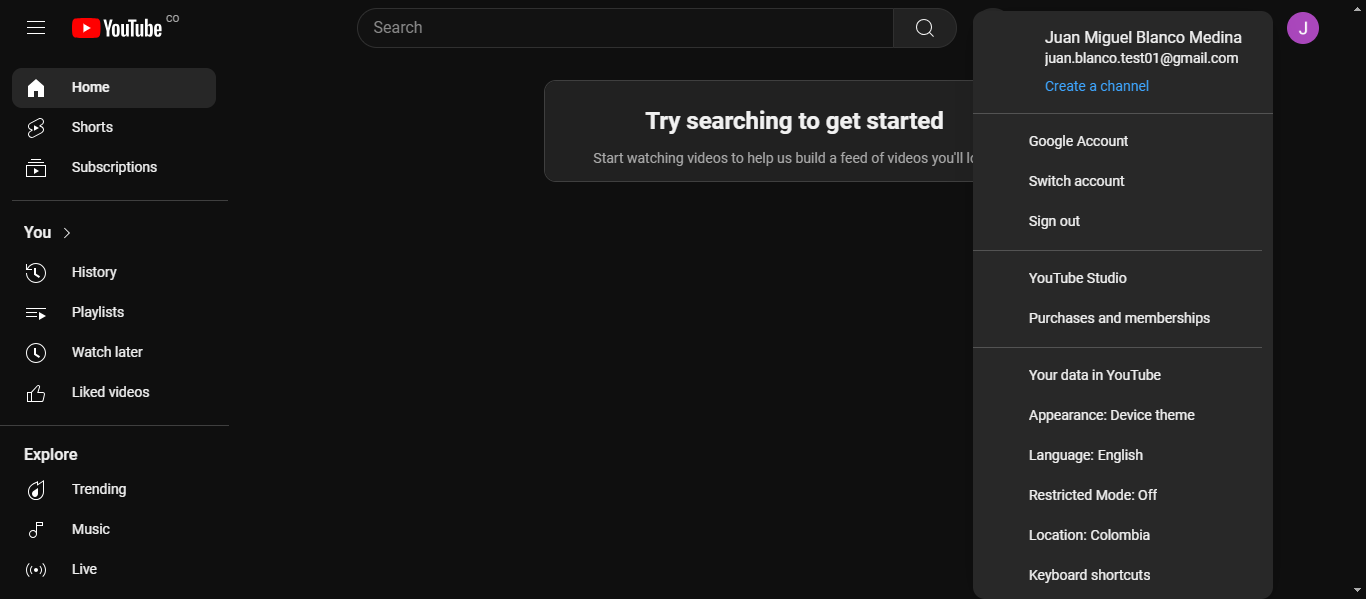 YouTube CO
Search
Home
Shorts
Subscriptions
You
History
Playlists
Watch later
Liked videos
Explore
Trending
Music
Live
Try searching to get started
Start watching videos to help us build a feed of videos you'll lo
Juan Miguel Blanco Medina
juan.blanco.test01@gmail.com
Create a channel
Google Account
Switch account
Sign out
YouTube Studio
Purchases and memberships
Your data in YouTube
Appearance: Device theme
Language: English
Restricted Mode: Off
Location: Colombia
Keyboard shortcuts
J